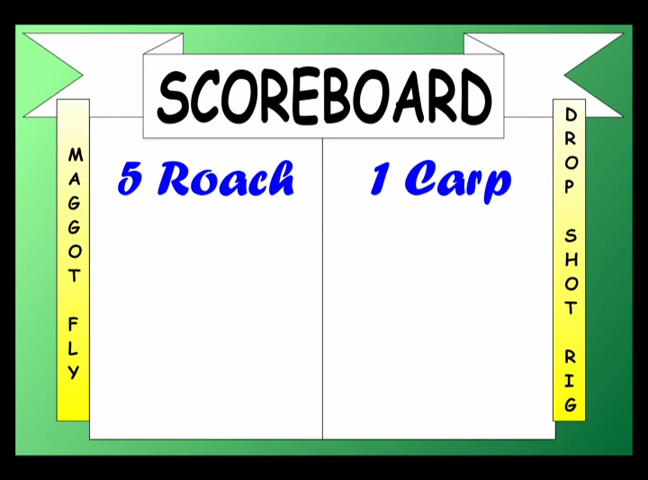 SCOREBOARD
MAGGOT FLY
5 Roach
1 Carp
DROP SHOT RIG